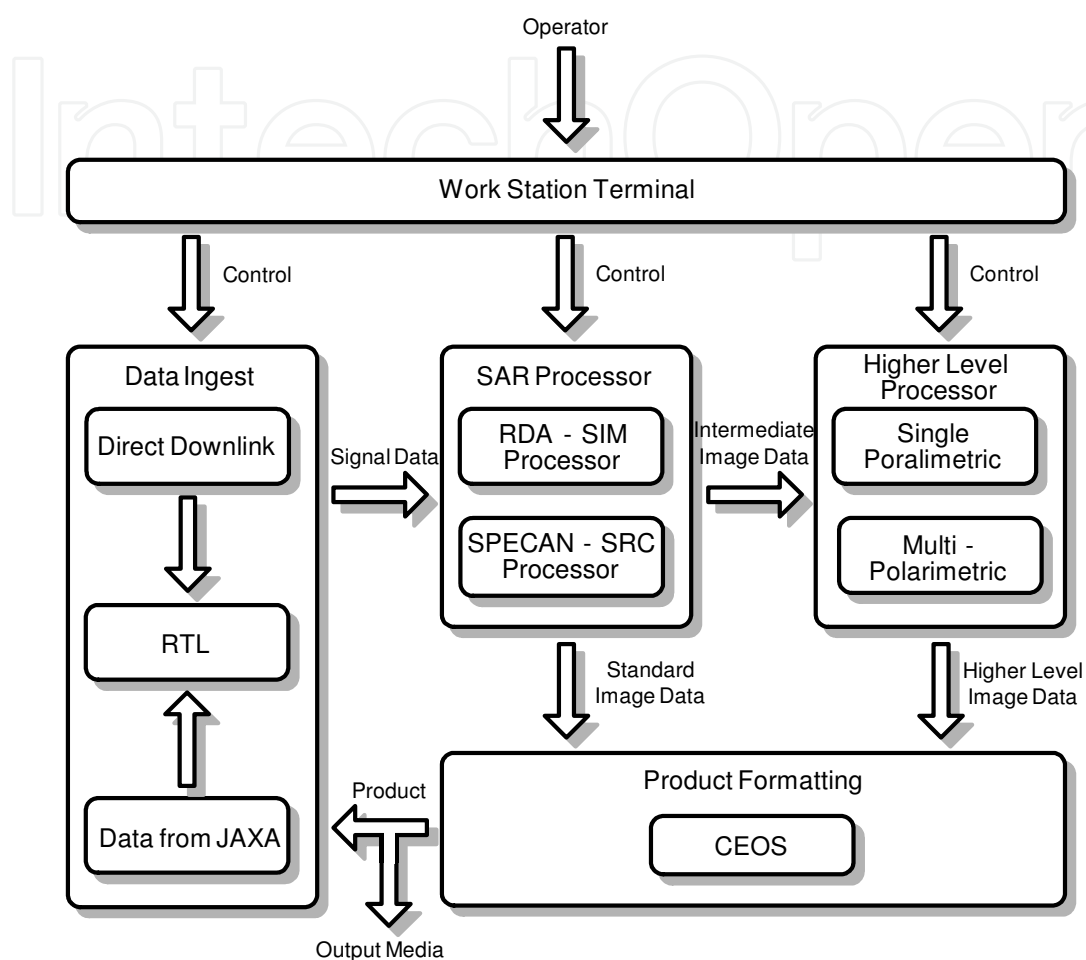 Operator
IntechOpen
Work Station Terminal
Control
Control
Control
Data Ingest
Direct Downlink
RTL
Data from JAXA
Signal Data
SAR Processor
RDA - SIM
Processor
SPECAN - SRC
Processor
Intermediate
Image Data
Higher Level
Processor
Single
Poralimetric
Multi -
Polarimetric
Standard
Image Data
Higher Level
Image Data
Product Formatting
CEOS
Product
Output Media